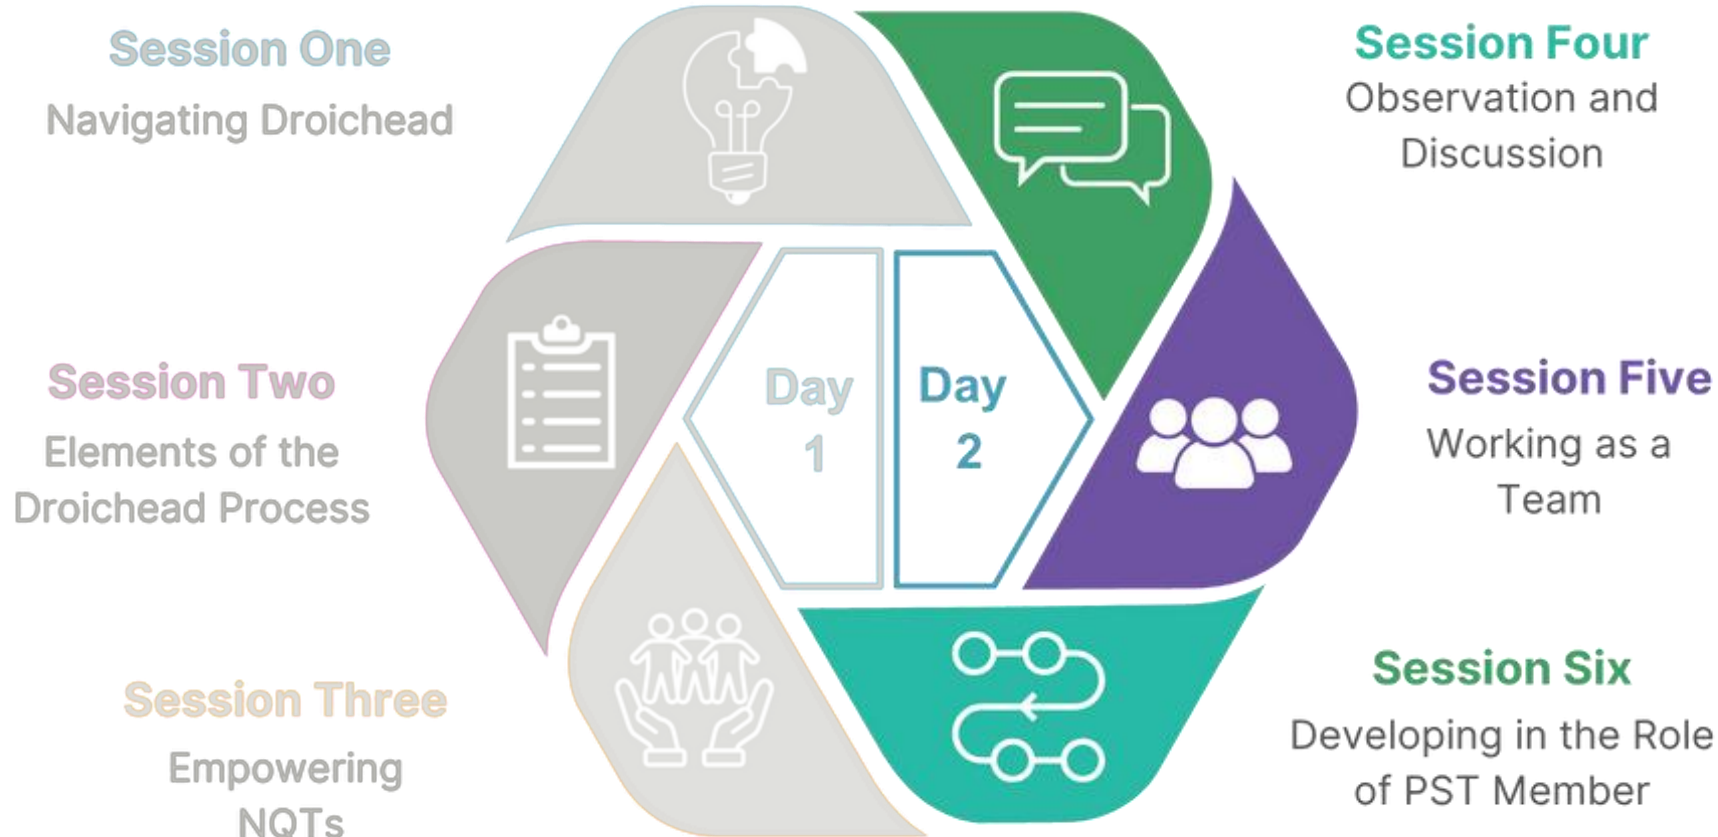 Session One
Navigating Droichead
Session Two
Elements of the
Droichead Process
Session Three
Empowering
NQTs
Day
1
Day
2
Session Four
Observation and
Discussion
Session Five
Working as a
Team
Session Six
Developing in the Role
of PST Member